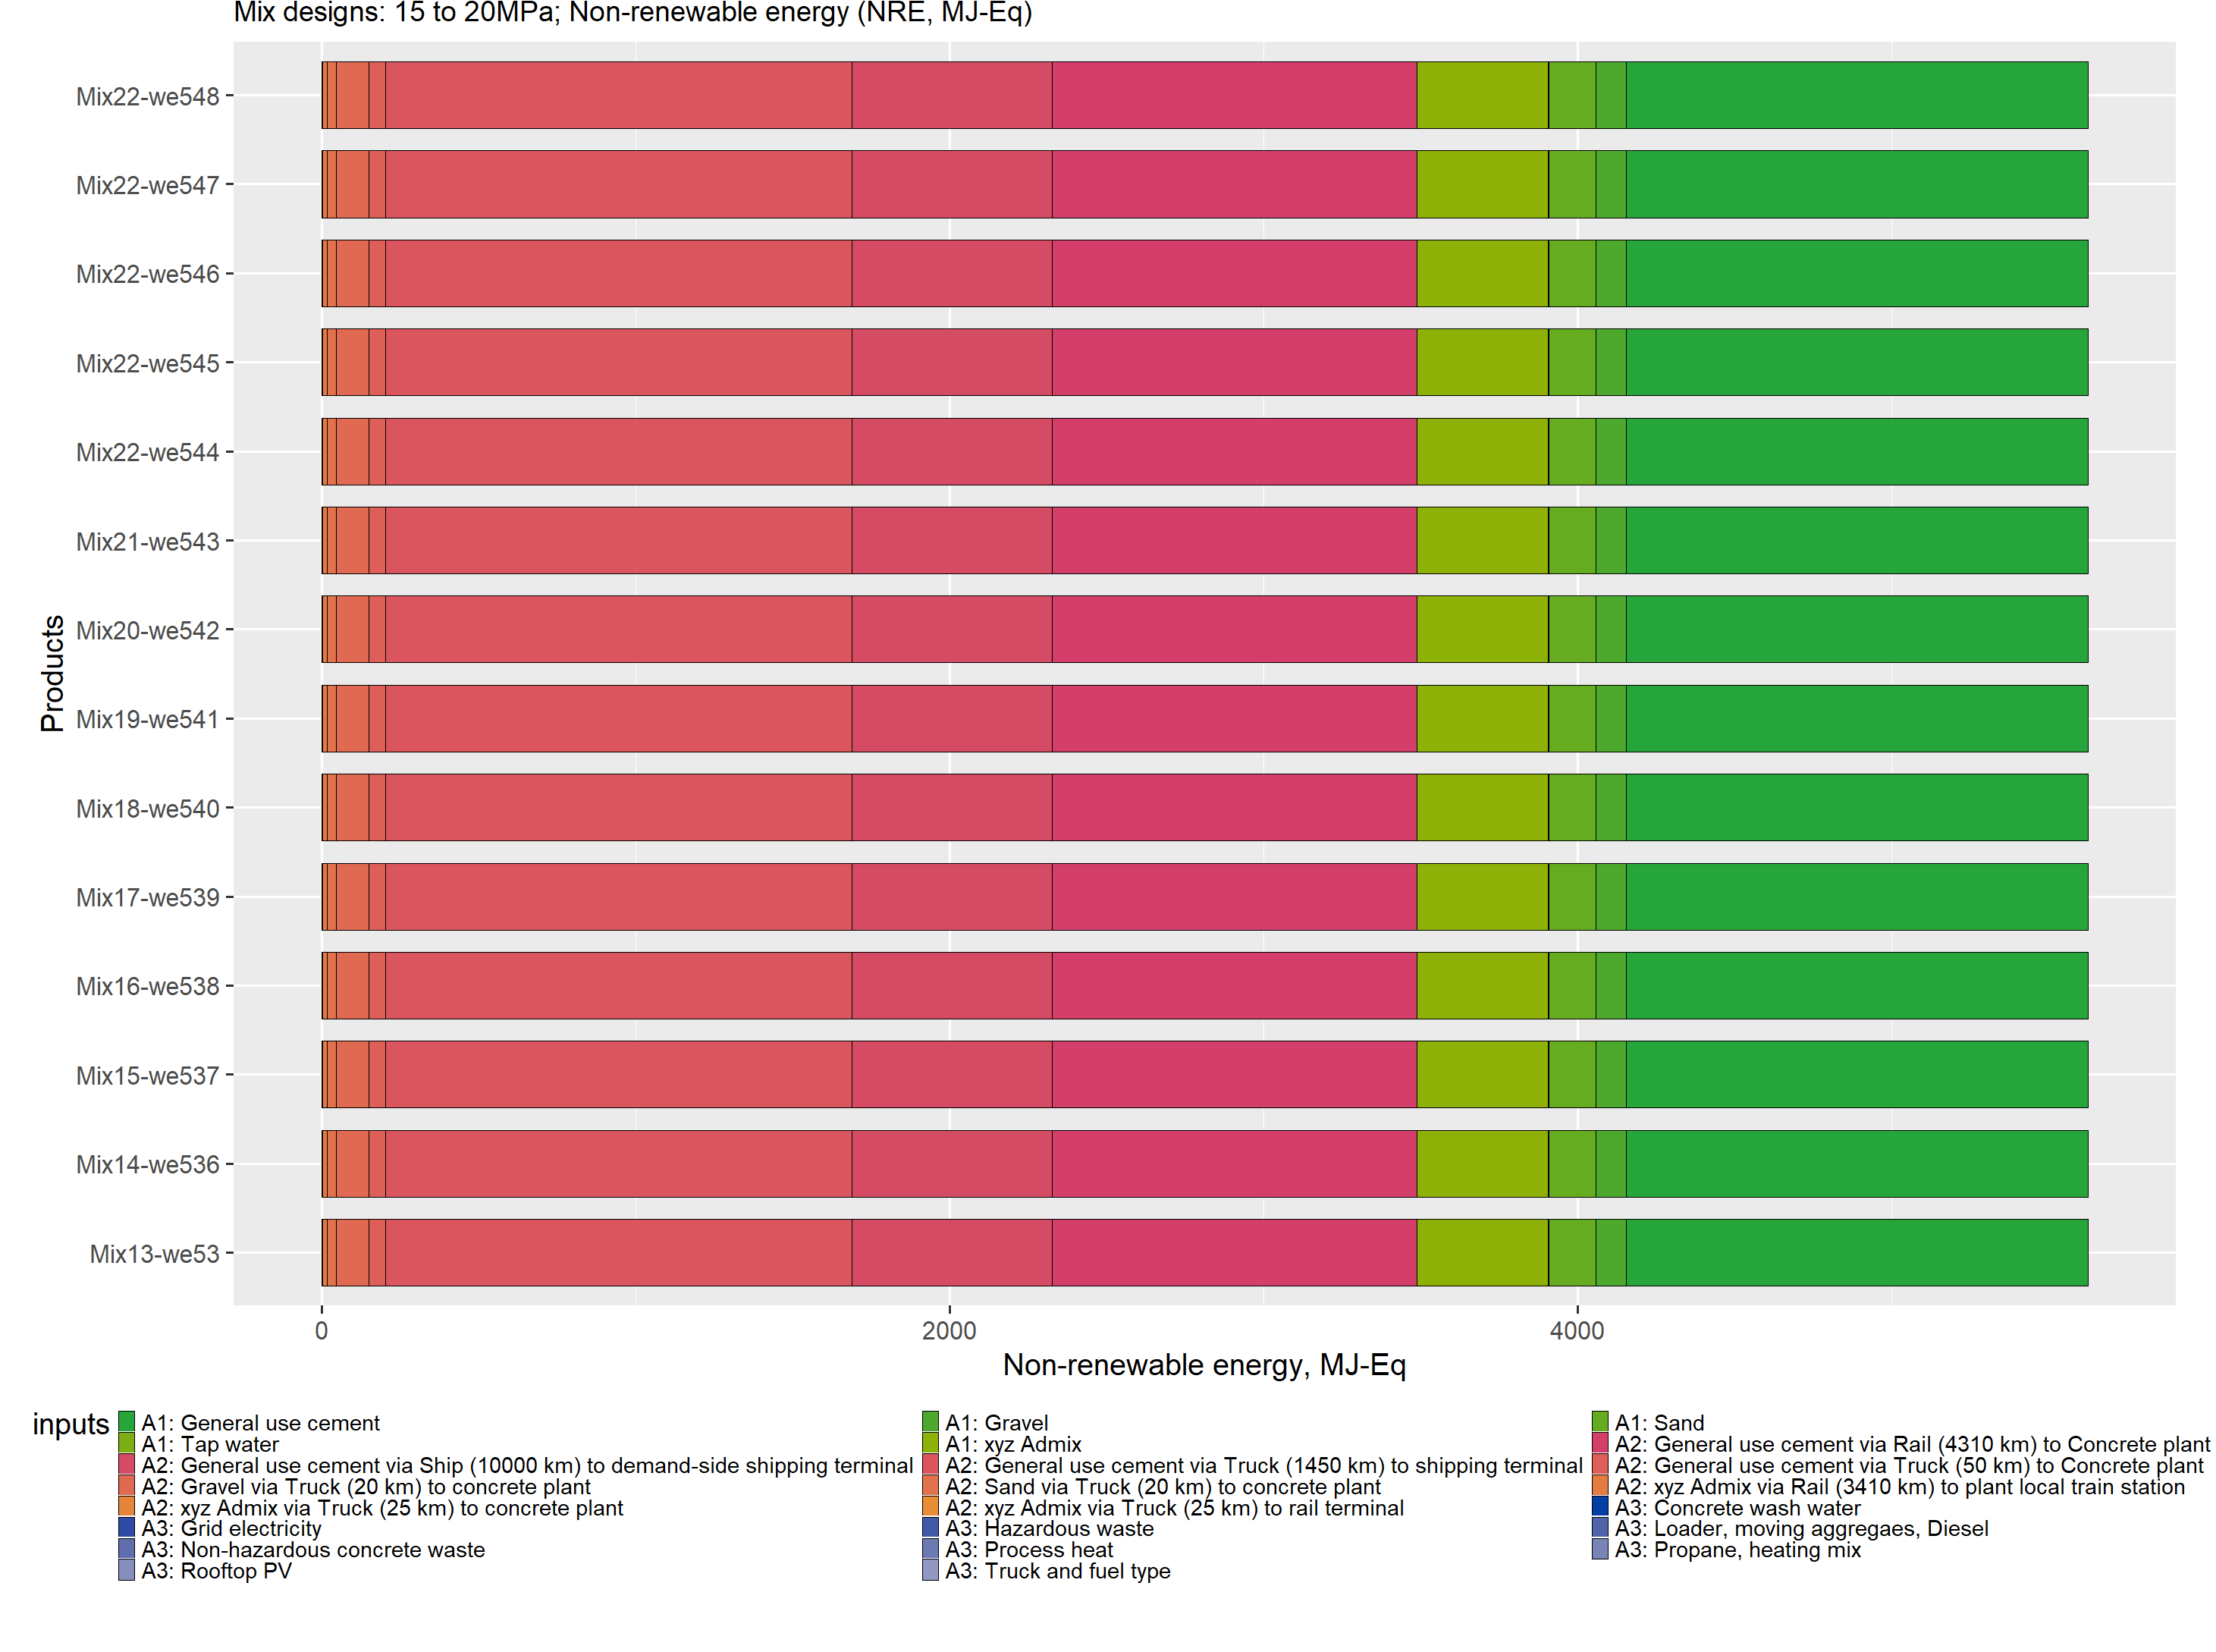 Mix designs: 15 to 20MPa; Non-renewable energy (NRE, MJ-Eq)
Mix22-we548
Mix22-we547
Mix22-we546
Mix22-we545
Mix22-we544
Mix21-we543
Mix20-we542
Mix19-we541
Mix18-we540
Mix17-we539
Mix16-we538
Mix15-we537
Mix14-we536
Mix13-we53
Products
0 2000 4000
Non-renewable energy, MJ-Eq
inputs
A1: General use cement A1: Gravel A1: Sand
A1: Tap water A1: xyz Admix A2: General use cement via Rail (4310 km) to Concrete plant
A2: General use cement via Ship (10000 km) to demand-side shipping terminal A2: General use cement via Truck (1450 km) to shipping terminal A2: General use cement via Truck (50 km) to Concrete plant
A2: Gravel via Truck (20 km) to concrete plant A2: Sand via Truck (20 km) to concrete plant A2: xyz Admix via Rail (3410 km) to plant local train station
A2: xyz Admix via Truck (25 km) to concrete plant A2: xyz Admix via Truck (25 km) to rail terminal A3: Concrete wash water
A3: Grid electricity A3: Hazardous waste A3: Loader, moving aggregaes, Diesel
A3: Non-hazardous concrete waste A3: Process heat A3: Propane, heating mix
A3: Rooftop PV A3: Truck and fuel type